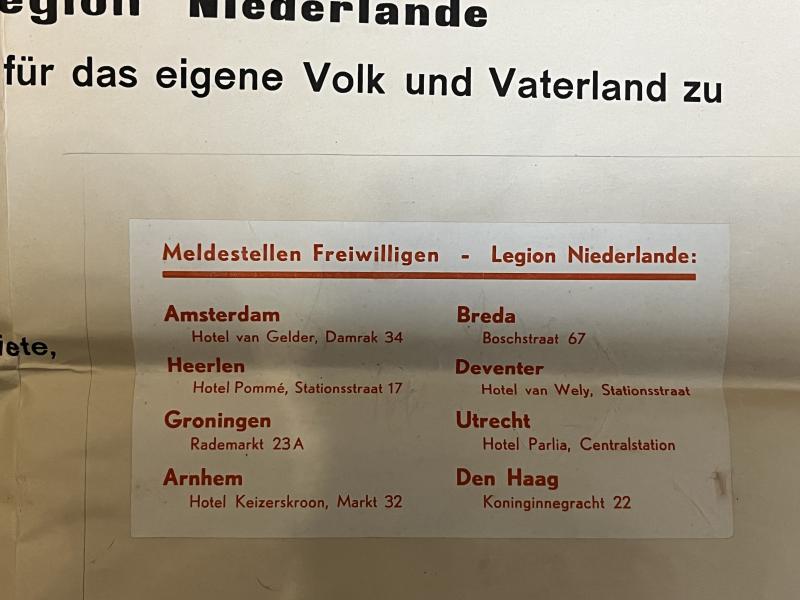 Legion Niederlande
für das eigene Volk und Vaterland zu
Meldestellen Freiwilligen - Legion Niederlande:
Amsterdam
Hotel van Gelder, Damrak 34
Heerlen
Hotel Pommé, Stationsstraat 17
Groningen
Rademarkt 23A
Arnhem
Hotel Keizerskroon, Markt 32
Breda
Boschstraat 67
Deventer
Hotel van Wely, Stationsstraat
Utrecht
Hotel Parlia, Centralstation
Den Haag
Koninginnegracht 22